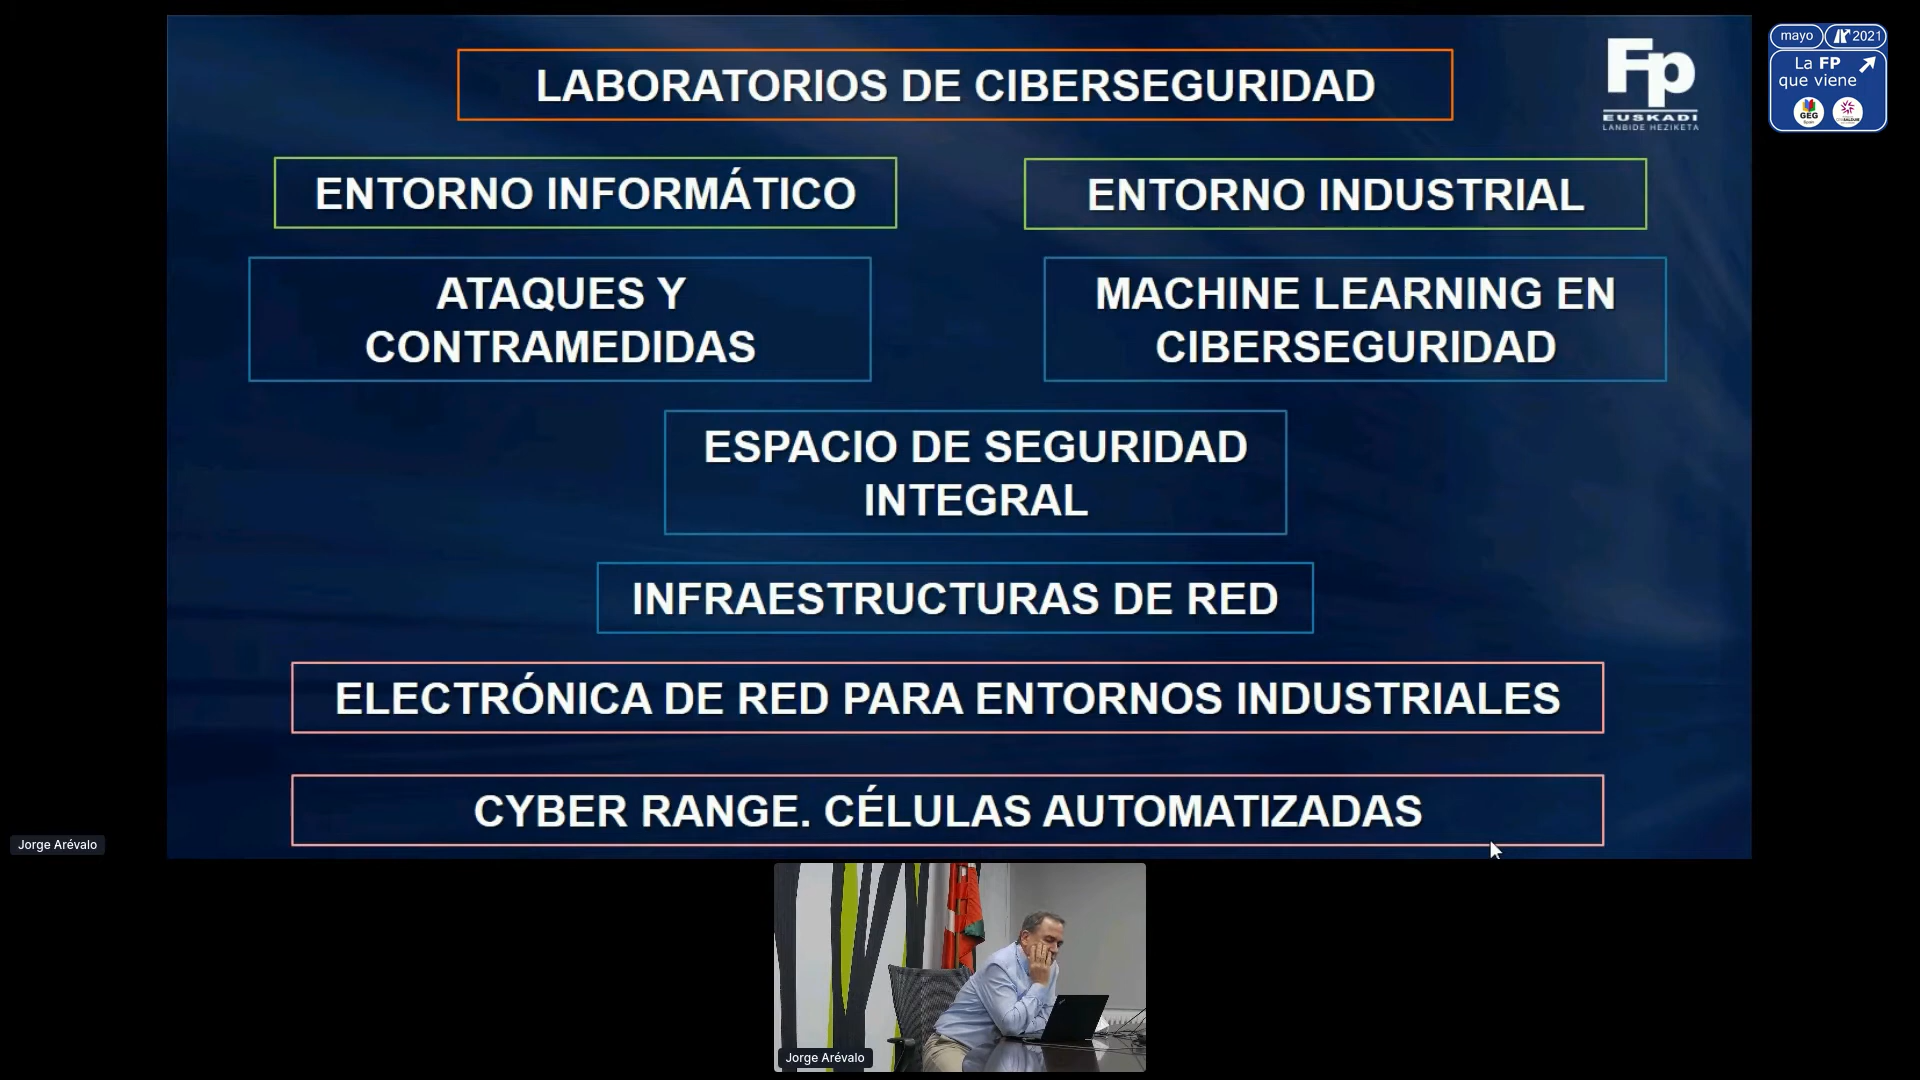 LABORATORIOS DE CIBERSEGURIDAD
Fp
EUSKADI
LANBIDE HEZIKETA
mayo
2021
La FP
que viene
GEG
ENTORNO INFORMÁTICO
ENTORNO INDUSTRIAL
ATAQUES Y
CONTRAMEDIDAS
MACHINE LEARNING EN
CIBERSEGURIDAD
ESPACIO DE SEGURIDAD
INTEGRAL
INFRAESTRUCTURAS DE RED
ELECTRÓNICA DE RED PARA ENTORNOS INDUSTRIALES
CYBER RANGE. CÉLULAS AUTOMATIZADAS
Jorge Arévalo
Jorge Arévalo